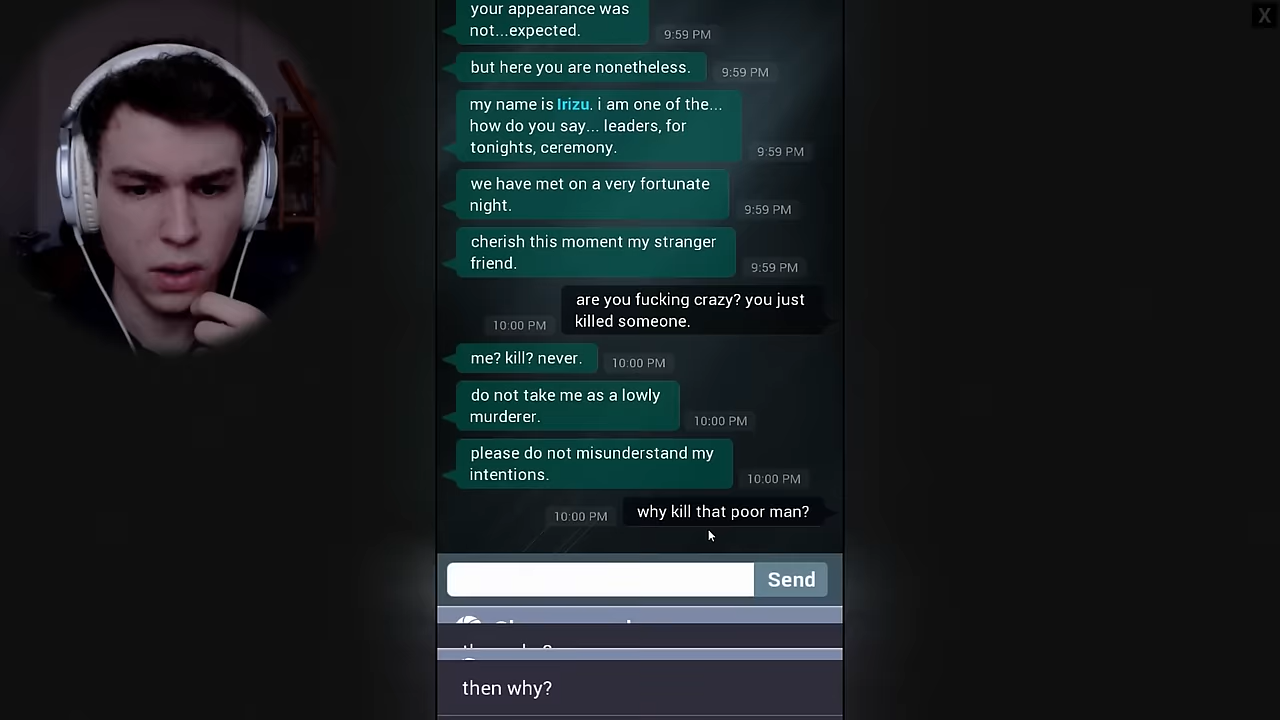 X
your appearance was
not...expected.
9:59 PM
but here you are nonetheless.
9:59 PM
my name is Irizu. i am one of the...
how do you say... leaders, for
tonights, ceremony.
9:59 PM
we have met on a very fortunate
night.
9:59 PM
cherish this moment my stranger
friend.
9:59 PM
are you fucking crazy? you just
killed someone.
10:00 PM
me? kill? never.
10:00 PM
do not take me as a lowly
murderer.
10:00 PM
please do not misunderstand my
intentions.
10:00 PM
why kill that poor man?
10:00 PM
Send
then why?